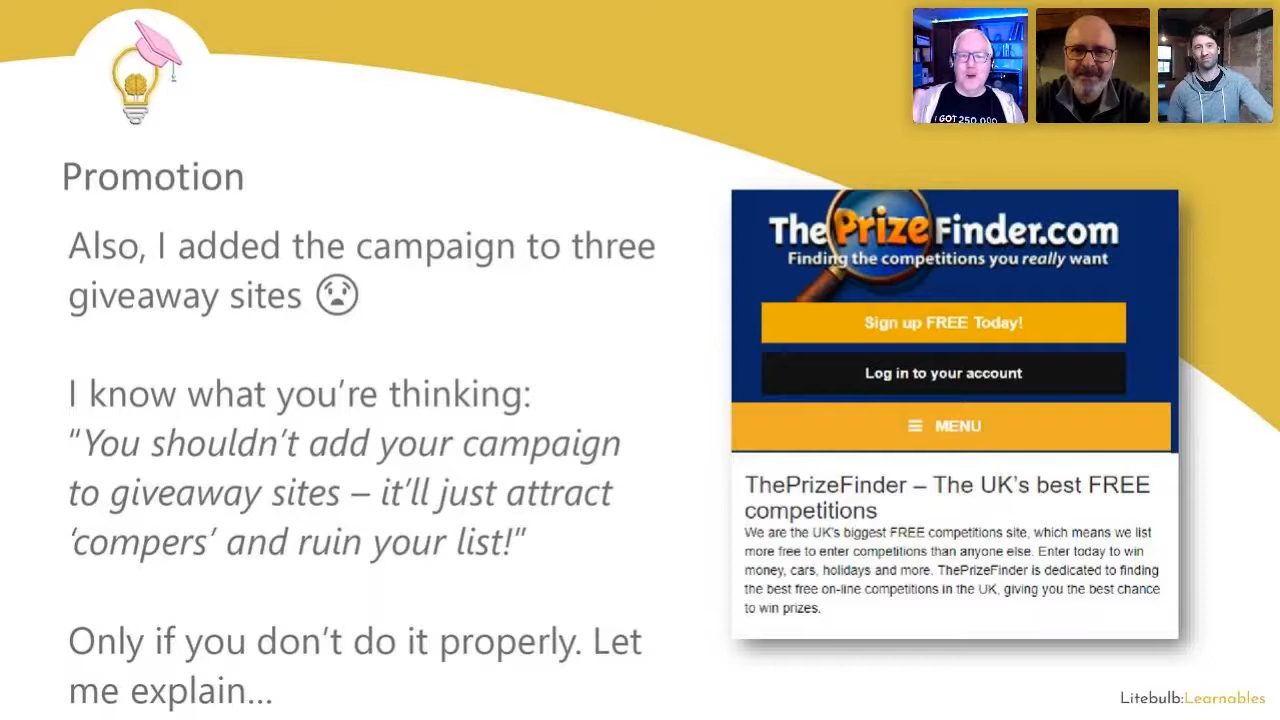 I GOT 250,000
Promotion
Also, I added the campaign to three
giveaway sites
I know what you're thinking:
"You shouldn't add your campaign
to giveaway sites – it'll just attract
'compers' and ruin your list!"
Only if you don't do it properly. Let
me explain...
ThePrizeFinder.com
Finding the competitions you really want
Sign up FREE Today!
Log in to your account
MENU
ThePrizeFinder – The UK's best FREE
competitions
We are the UK's biggest FREE competitions site, which means we list
more free to enter competitions than anyone else. Enter today to win
money, cars, holidays and more. ThePrizeFinder is dedicated to finding
the best free on-line competitions in the UK, giving you the best chance
to win prizes.
Litebulb:Learnables